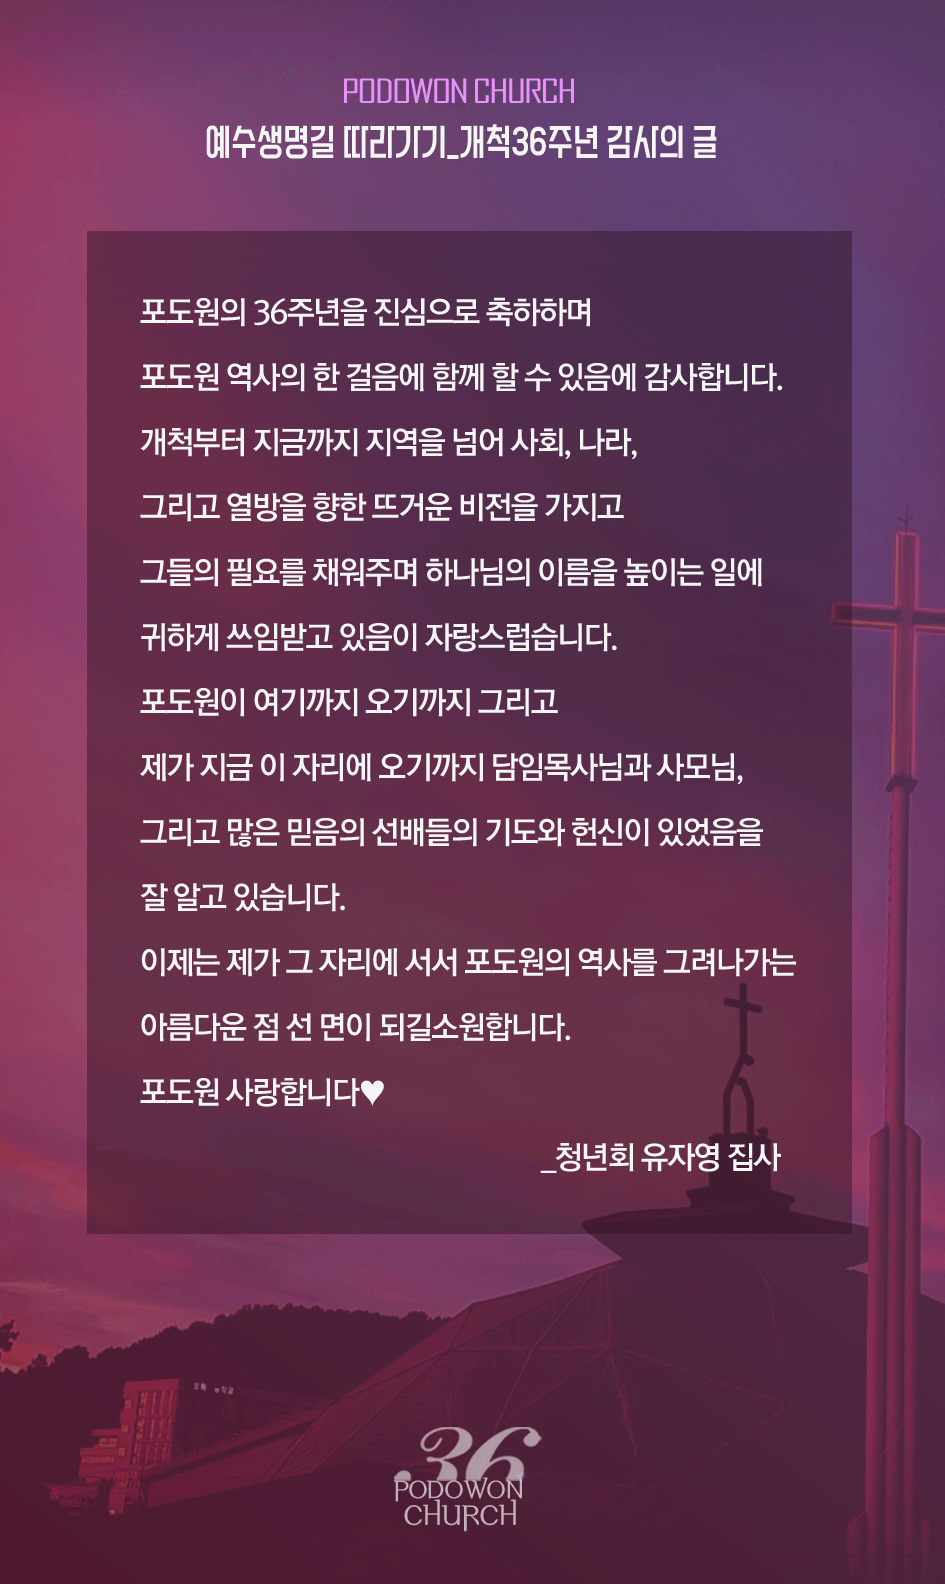 PODOWON CHURCH
예수생명길 따라가기_개척36주년 감사의 글
포도원의 36주년을 진심으로 축하하며
포도원 역사의 한 걸음에 함께 할 수 있음에 감사합니다.
개척부터 지금까지 지역을 넘어 사회, 나라,
그리고 열방을 향한 뜨거운 비전을 가지고
그들의 필요를 채워주며 하나님의 이름을 높이는 일에
귀하게 쓰임받고 있음이 자랑스럽습니다.
포도원이 여기까지 오기까지 그리고
제가 지금 이 자리에 오기까지 담임목사님과 사모님,
그리고 많은 믿음의 선배들의 기도와 헌신이 있었음을
잘 알고 있습니다.
이제는 제가 그 자리에 서서 포도원의 역사를 그려나가는
아름다운 점 선 면이 되길소원합니다.
포도원 사랑합니다♥
_청년회 유자영 집사
36
PODOWON
CHURCH